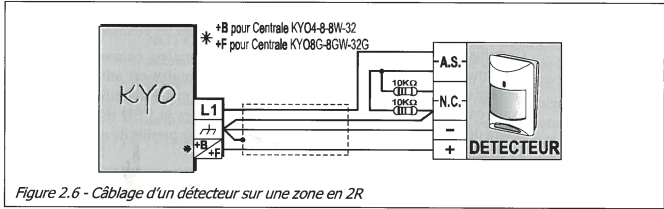 +B pour Centrale KYO4-8-8W-32
* +F pour Centrale KYO8G-8GW-32G
KYO
L1
* +B
+F
A.S.
10KΩ
10KΩ
N.C.
–
+
DETECTEUR
Figure 2.6 - Câblage d'un détecteur sur une zone en 2R